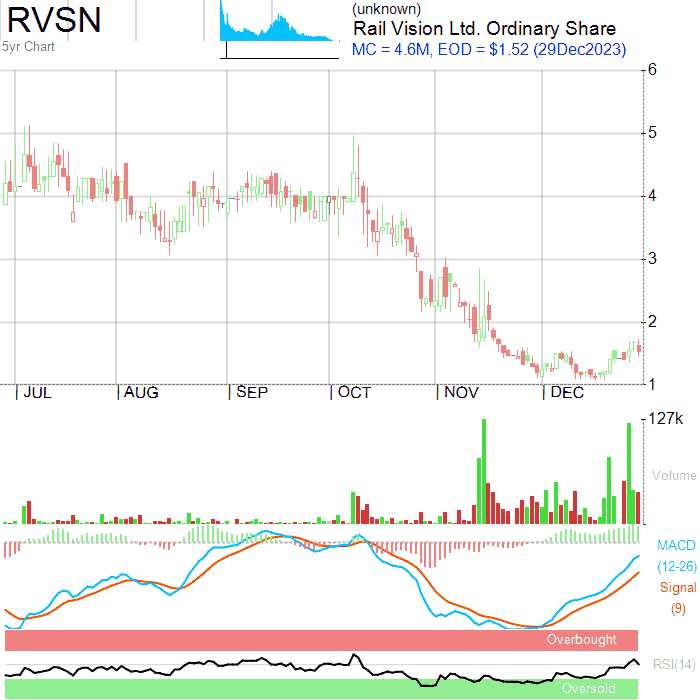 RVSN
5yr Chart
(unknown)
Rail Vision Ltd. Ordinary Share
MC = 4.6M, EOD = $1.52 (29Dec2023)
6
5
4
3
2
1
JUL AUG SEP OCT NOV DEC
127k
Volume
MACD
(12-26)
Signal
(9)
Overbought
RSI(14)
Oversold